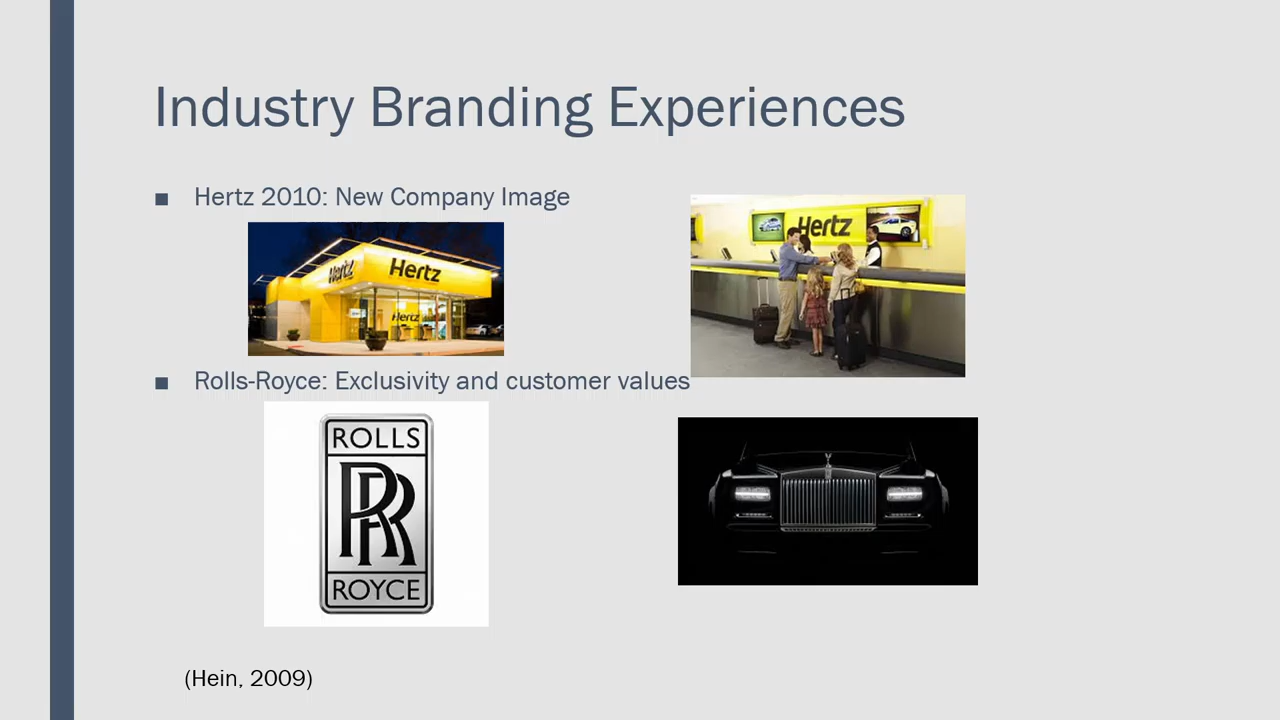 Industry Branding Experiences
■ Hertz 2010: New Company Image
Hertz
Hertz
Hertz
Hertz
■ Rolls-Royce: Exclusivity and customer values
ROLLS
RR
ROYCE
(Hein, 2009)